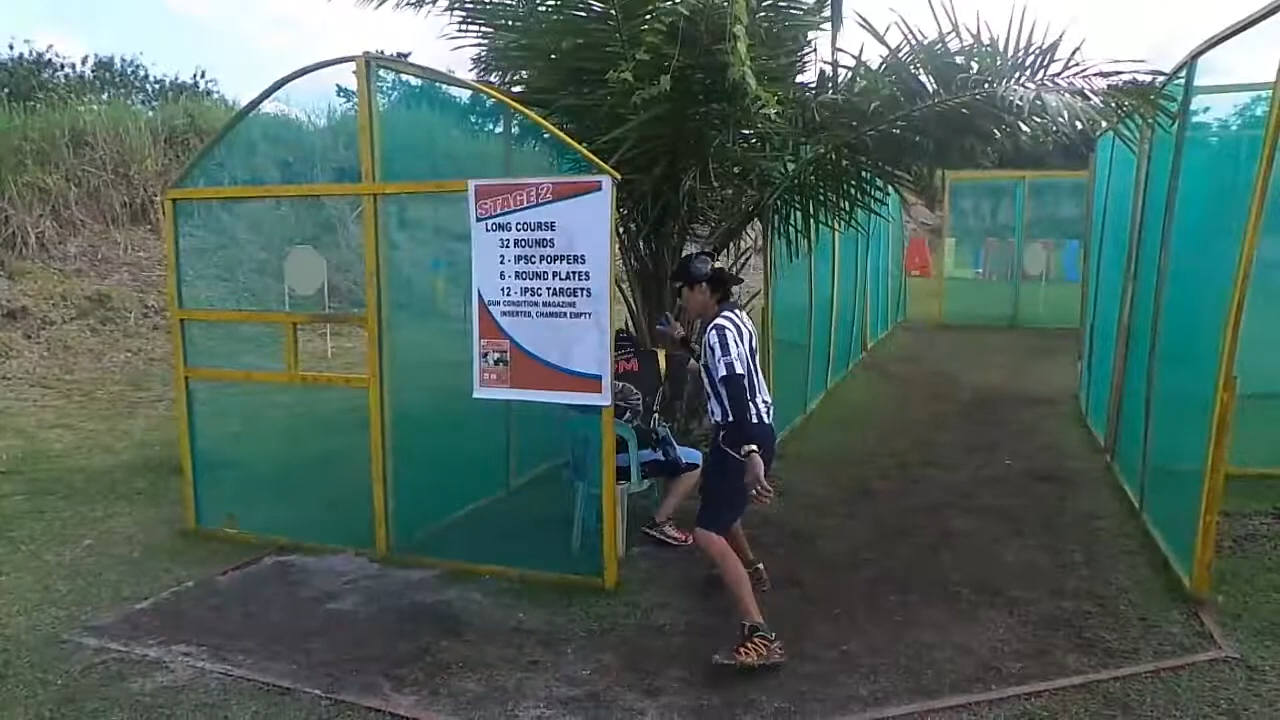 STAGE 2
LONG COURSE
32 ROUNDS
2 - IPSC POPPERS
6 - ROUND PLATES
12 - IPSC TARGETS
GUN CONDITION: MAGAZINE
INSERTED, CHAMBER EMPTY